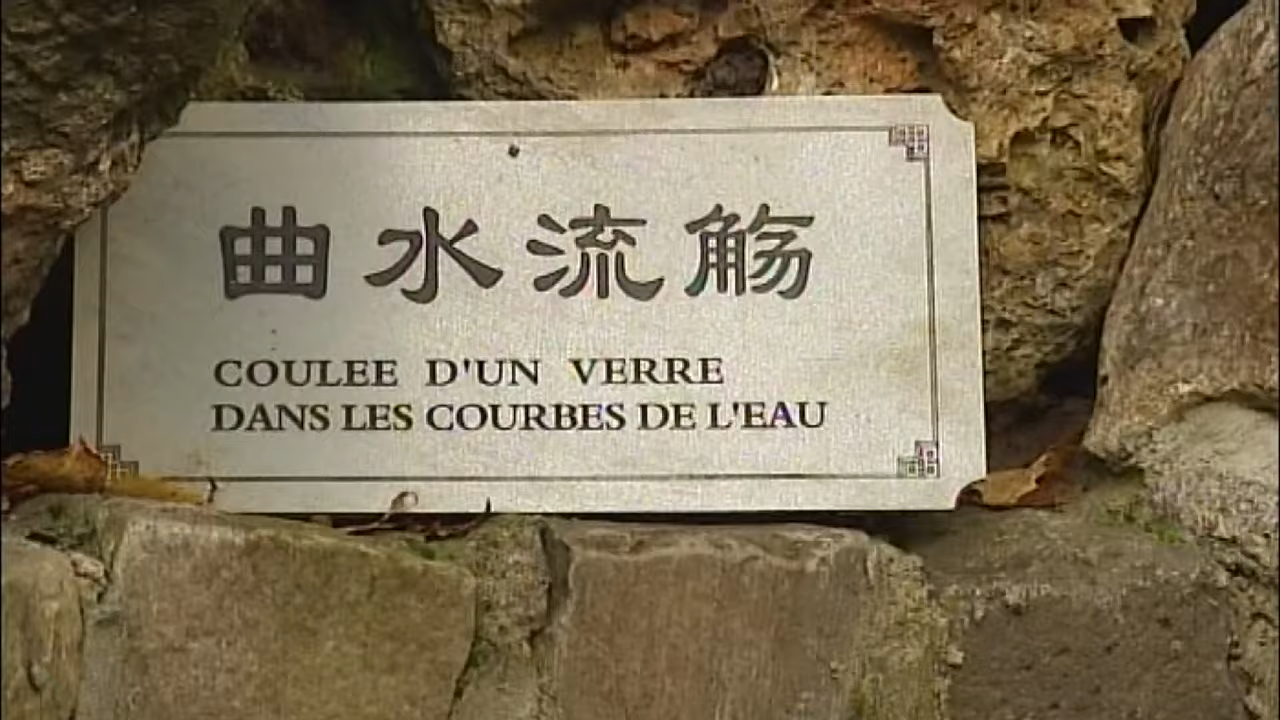 曲水流觞
COULEE D'UN VERRE
DANS LES COURBES DE L'EAU